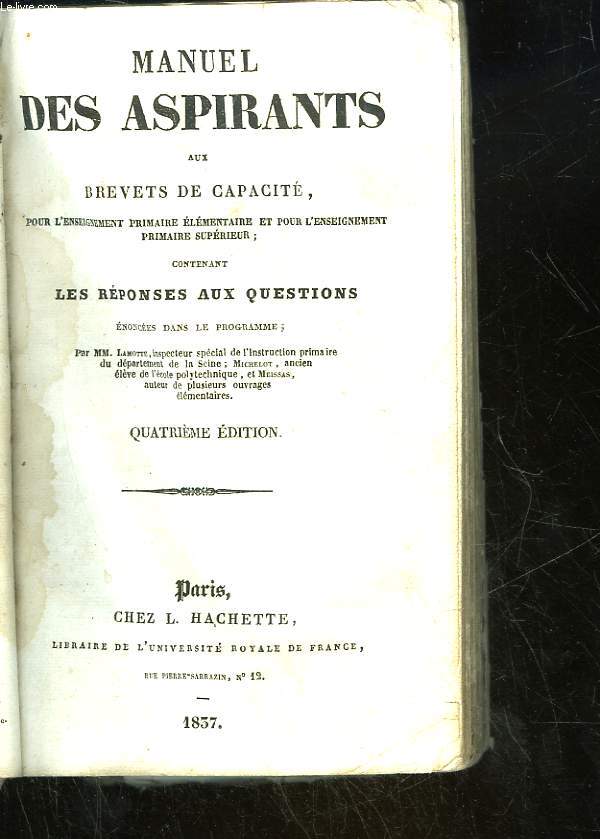 Le-livre.com
MANUEL
DES ASPIRANTS
AUX
BREVETS DE CAPACITÉ,
POUR L'ENSEIGNEMENT PRIMAIRE ÉLÉMENTAIRE ET POUR L'ENSEIGNEMENT
PRIMAIRE SUPÉRIEUR;
CONTENANT
LES RÉPONSES AUX QUESTIONS
ÉNONCÉES DANS LE PROGRAMME;
Par MM. LAMOTTE, inspecteur spécial de l'Instruction primaire
du département de la Seine; MICHELOT, ancien
élève de l'école polytechnique, et MEISSAS,
auteur de plusieurs ouvrages
élémentaires.
QUATRIÈME ÉDITION.
Paris,
CHEZ L. HACHETTE,
LIBRAIRE DE L'UNIVERSITÉ ROYALE DE FRANCE,
RUE PIERRE-SARRAZIN, N° 12.
1837.